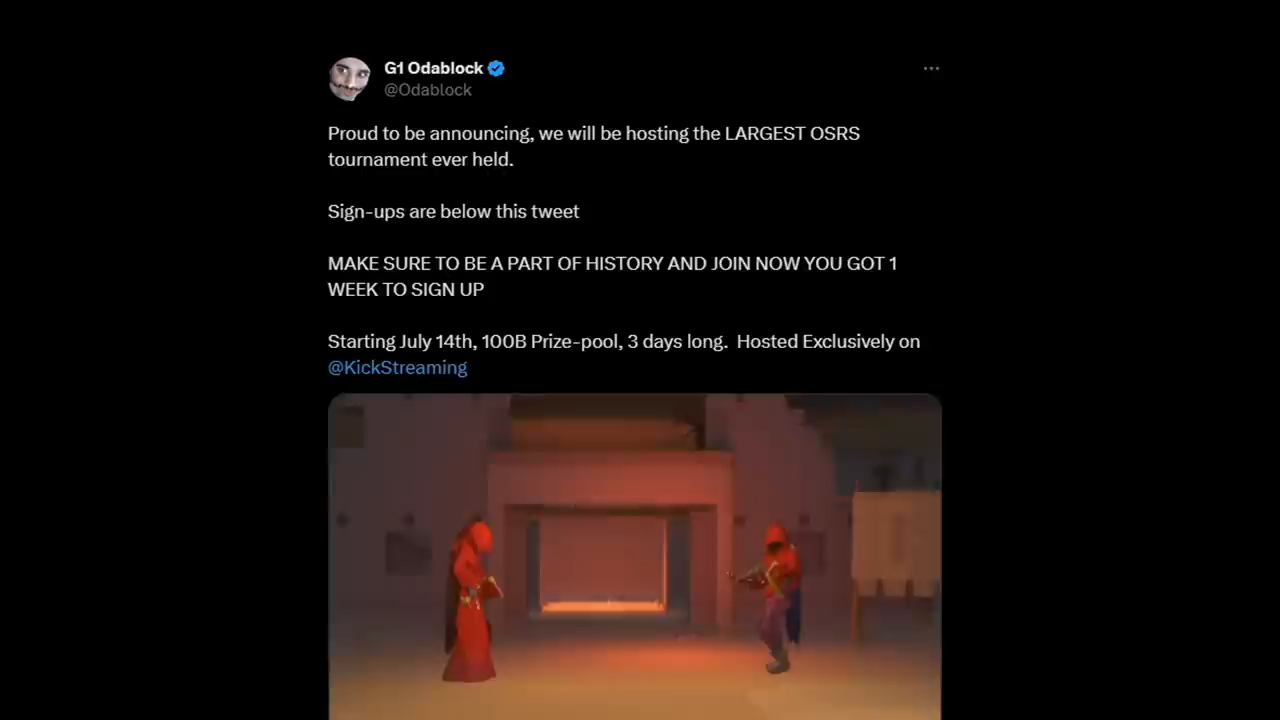 G1 Odablock
@Odablock
Proud to be announcing, we will be hosting the LARGEST OSRS
tournament ever held.
Sign-ups are below this tweet
MAKE SURE TO BE A PART OF HISTORY AND JOIN NOW YOU GOT 1
WEEK TO SIGN UP
Starting July 14th, 100B Prize-pool, 3 days long.  Hosted Exclusively on
@KickStreaming